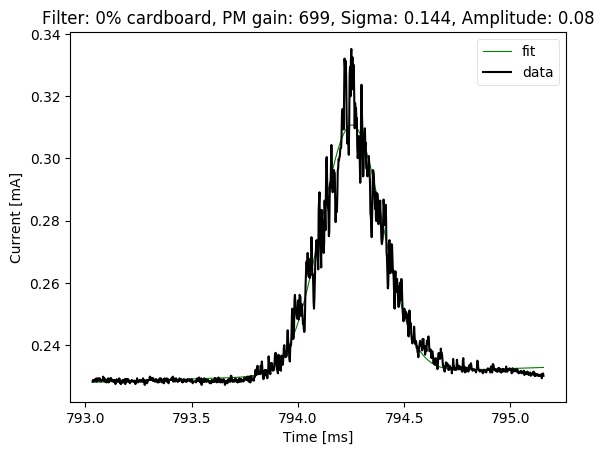 Filter: 0% cardboard, PM gain: 699, Sigma: 0.144, Amplitude: 0.08
fit
data
0.34
0.32
0.30
0.28
0.26
0.24
Current [mA]
793.0 793.5 794.0 794.5 795.0
Time [ms]